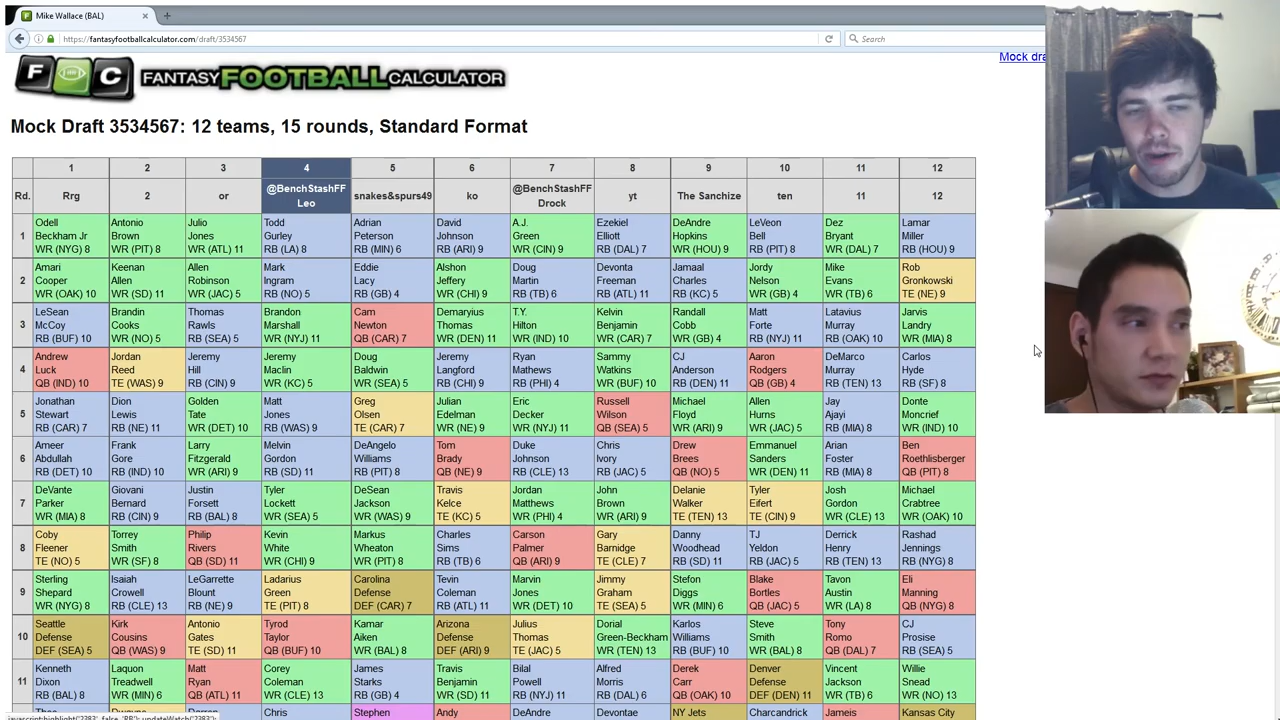 Mike Wallace (BAL)
https://fantasyfootballcalculator.com/draft/3534567
Search
Mock dra
FFC FANTASY FOOTBALL CALCULATOR
Mock Draft 3534567: 12 teams, 15 rounds, Standard Format
1 2 3 4 5 6 7 8 9 10 11 12
Rd. Rrg 2 or @BenchStashFF Leo snakes&spurs49 ko @BenchStashFF Drock yt The Sanchize ten 11 12
Odell Antonio Julio Todd Adrian David A.J. Ezekiel DeAndre LeVeon Dez Lamar
1 Beckham Jr Brown Jones Gurley Peterson Johnson Green Elliott Hopkins Bell Bryant Miller
WR (NYG) 8 WR (PIT) 8 WR (ATL) 11 RB (LA) 8 RB (MIN) 6 RB (ARI) 9 WR (CIN) 9 RB (DAL) 7 WR (HOU) 9 RB (PIT) 8 WR (DAL) 7 RB (HOU) 9
Amari Keenan Allen Mark Eddie Alshon Doug Devonta Jamaal Jordy Mike Rob
2 Cooper Allen Robinson Ingram Lacy Jeffery Martin Freeman Charles Nelson Evans Gronkowski
WR (OAK) 10 WR (SD) 11 WR (JAC) 5 RB (NO) 5 RB (GB) 4 WR (CHI) 9 RB (TB) 6 RB (ATL) 11 RB (KC) 5 WR (GB) 4 WR (TB) 6 TE (NE) 9
LeSean Brandin Thomas Brandon Cam Demaryius T.Y. Kelvin Randall Matt Latavius Jarvis
3 McCoy Cooks Rawls Marshall Newton Thomas Hilton Benjamin Cobb Forte Murray Landry
RB (BUF) 10 WR (NO) 5 RB (SEA) 5 WR (NYJ) 11 QB (CAR) 7 WR (DEN) 11 WR (IND) 10 WR (CAR) 7 WR (GB) 4 RB (NYJ) 11 RB (OAK) 10 WR (MIA) 8
Andrew Jordan Jeremy Jeremy Doug Jeremy Ryan Sammy CJ Aaron DeMarco Carlos
4 Luck Reed Hill Maclin Baldwin Langford Mathews Watkins Anderson Rodgers Murray Hyde
QB (IND) 10 TE (WAS) 9 RB (CIN) 9 WR (KC) 5 WR (SEA) 5 RB (CHI) 9 RB (PHI) 4 WR (BUF) 10 RB (DEN) 11 QB (GB) 4 RB (TEN) 13 RB (SF) 8
Jonathan Dion Golden Matt Greg Julian Eric Russell Michael Allen Jay Donte
5 Stewart Lewis Tate Jones Olsen Edelman Decker Wilson Floyd Hurns Ajayi Moncrief
RB (CAR) 7 RB (NE) 11 WR (DET) 10 RB (WAS) 9 TE (CAR) 7 WR (NE) 9 WR (NYJ) 11 QB (SEA) 5 WR (ARI) 9 WR (JAC) 5 RB (MIA) 8 WR (IND) 10
Ameer Frank Larry Melvin DeAngelo Tom Duke Chris Drew Emmanuel Arian Ben
6 Abdullah Gore Fitzgerald Gordon Williams Brady Johnson Ivory Brees Sanders Foster Roethlisberger
RB (DET) 10 RB (IND) 10 WR (ARI) 9 RB (SD) 11 RB (PIT) 8 QB (NE) 9 RB (CLE) 13 RB (JAC) 5 QB (NO) 5 WR (DEN) 11 RB (MIA) 8 QB (PIT) 8
DeVante Giovani Justin Tyler DeSean Travis Jordan John Delanie Tyler Josh Michael
7 Parker Bernard Forsett Lockett Jackson Kelce Matthews Brown Walker Eifert Gordon Crabtree
WR (MIA) 8 RB (CIN) 9 RB (BAL) 8 WR (SEA) 5 WR (WAS) 9 TE (KC) 5 WR (PHI) 4 WR (ARI) 9 TE (TEN) 13 TE (CIN) 9 WR (CLE) 13 WR (OAK) 10
Coby Torrey Philip Kevin Markus Charles Carson Gary Danny TJ Derrick Rashad
8 Fleener Smith Rivers White Wheaton Sims Palmer Barnidge Woodhead Yeldon Henry Jennings
TE (NO) 5 WR (SF) 8 QB (SD) 11 WR (CHI) 9 WR (PIT) 8 RB (TB) 6 QB (ARI) 9 TE (CLE) 7 RB (SD) 11 RB (JAC) 5 RB (TEN) 13 RB (NYG) 8
Sterling Isaiah LeGarrette Ladarius Carolina Tevin Marvin Jimmy Stefon Blake Tavon Eli
9 Shepard Crowell Blount Green Defense Coleman Jones Graham Diggs Bortles Austin Manning
WR (NYG) 8 RB (CLE) 13 RB (NE) 9 TE (PIT) 8 DEF (CAR) 7 RB (ATL) 11 WR (DET) 10 TE (SEA) 5 WR (MIN) 6 QB (JAC) 5 WR (LA) 8 QB (NYG) 8
Seattle Kirk Antonio Tyrod Kamar Arizona Julius Dorial Karlos Steve Tony CJ
10 Defense Cousins Gates Taylor Aiken Defense Thomas Green-Beckham Williams Smith Romo Prosise
DEF (SEA) 5 QB (WAS) 9 TE (SD) 11 QB (BUF) 10 WR (BAL) 8 DEF (ARI) 9 TE (JAC) 5 WR (TEN) 13 RB (BUF) 10 WR (BAL) 8 QB (DAL) 7 RB (SEA) 5
Kenneth Laquon Matt Corey James Travis Bilal Alfred Derek Denver Vincent Willie
11 Dixon Treadwell Ryan Coleman Starks Benjamin Powell Morris Carr Defense Jackson Snead
RB (BAL) 8 WR (MIN) 6 QB (ATL) 11 WR (CLE) 13 RB (GB) 4 WR (SD) 11 RB (NYJ) 11 RB (DAL) 6 QB (OAK) 10 DEF (DEN) 11 WR (TB) 6 WR (NO) 13
Theo Dwayne Darren Chris Stephen Andy DeAndre Devontae NY Jets Charcandrick Jameis Kansas City
javascript:highlight('2383', false, 'RB'); updateWatch('2383');